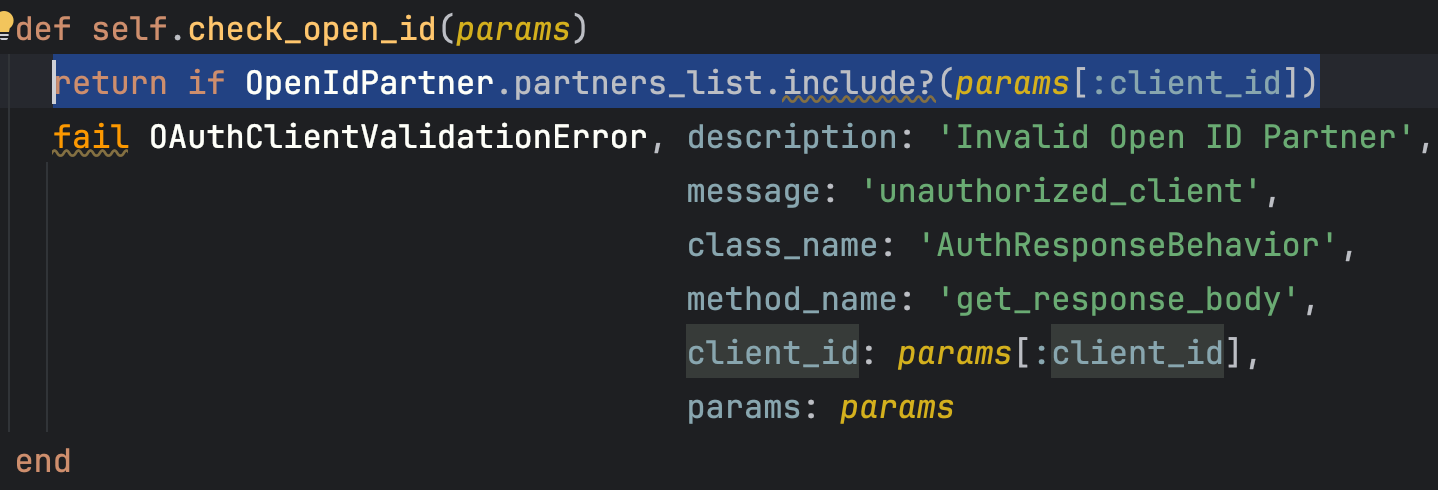 def self.check_open_id(params)
return if OpenIdPartner.partners_list.include?(params[:client_id])
fail OAuthClientValidationError, description: 'Invalid Open ID Partner',
message: 'unauthorized_client',
class_name: 'AuthResponseBehavior',
method_name: 'get_response_body',
client_id: params[:client_id],
params: params
end